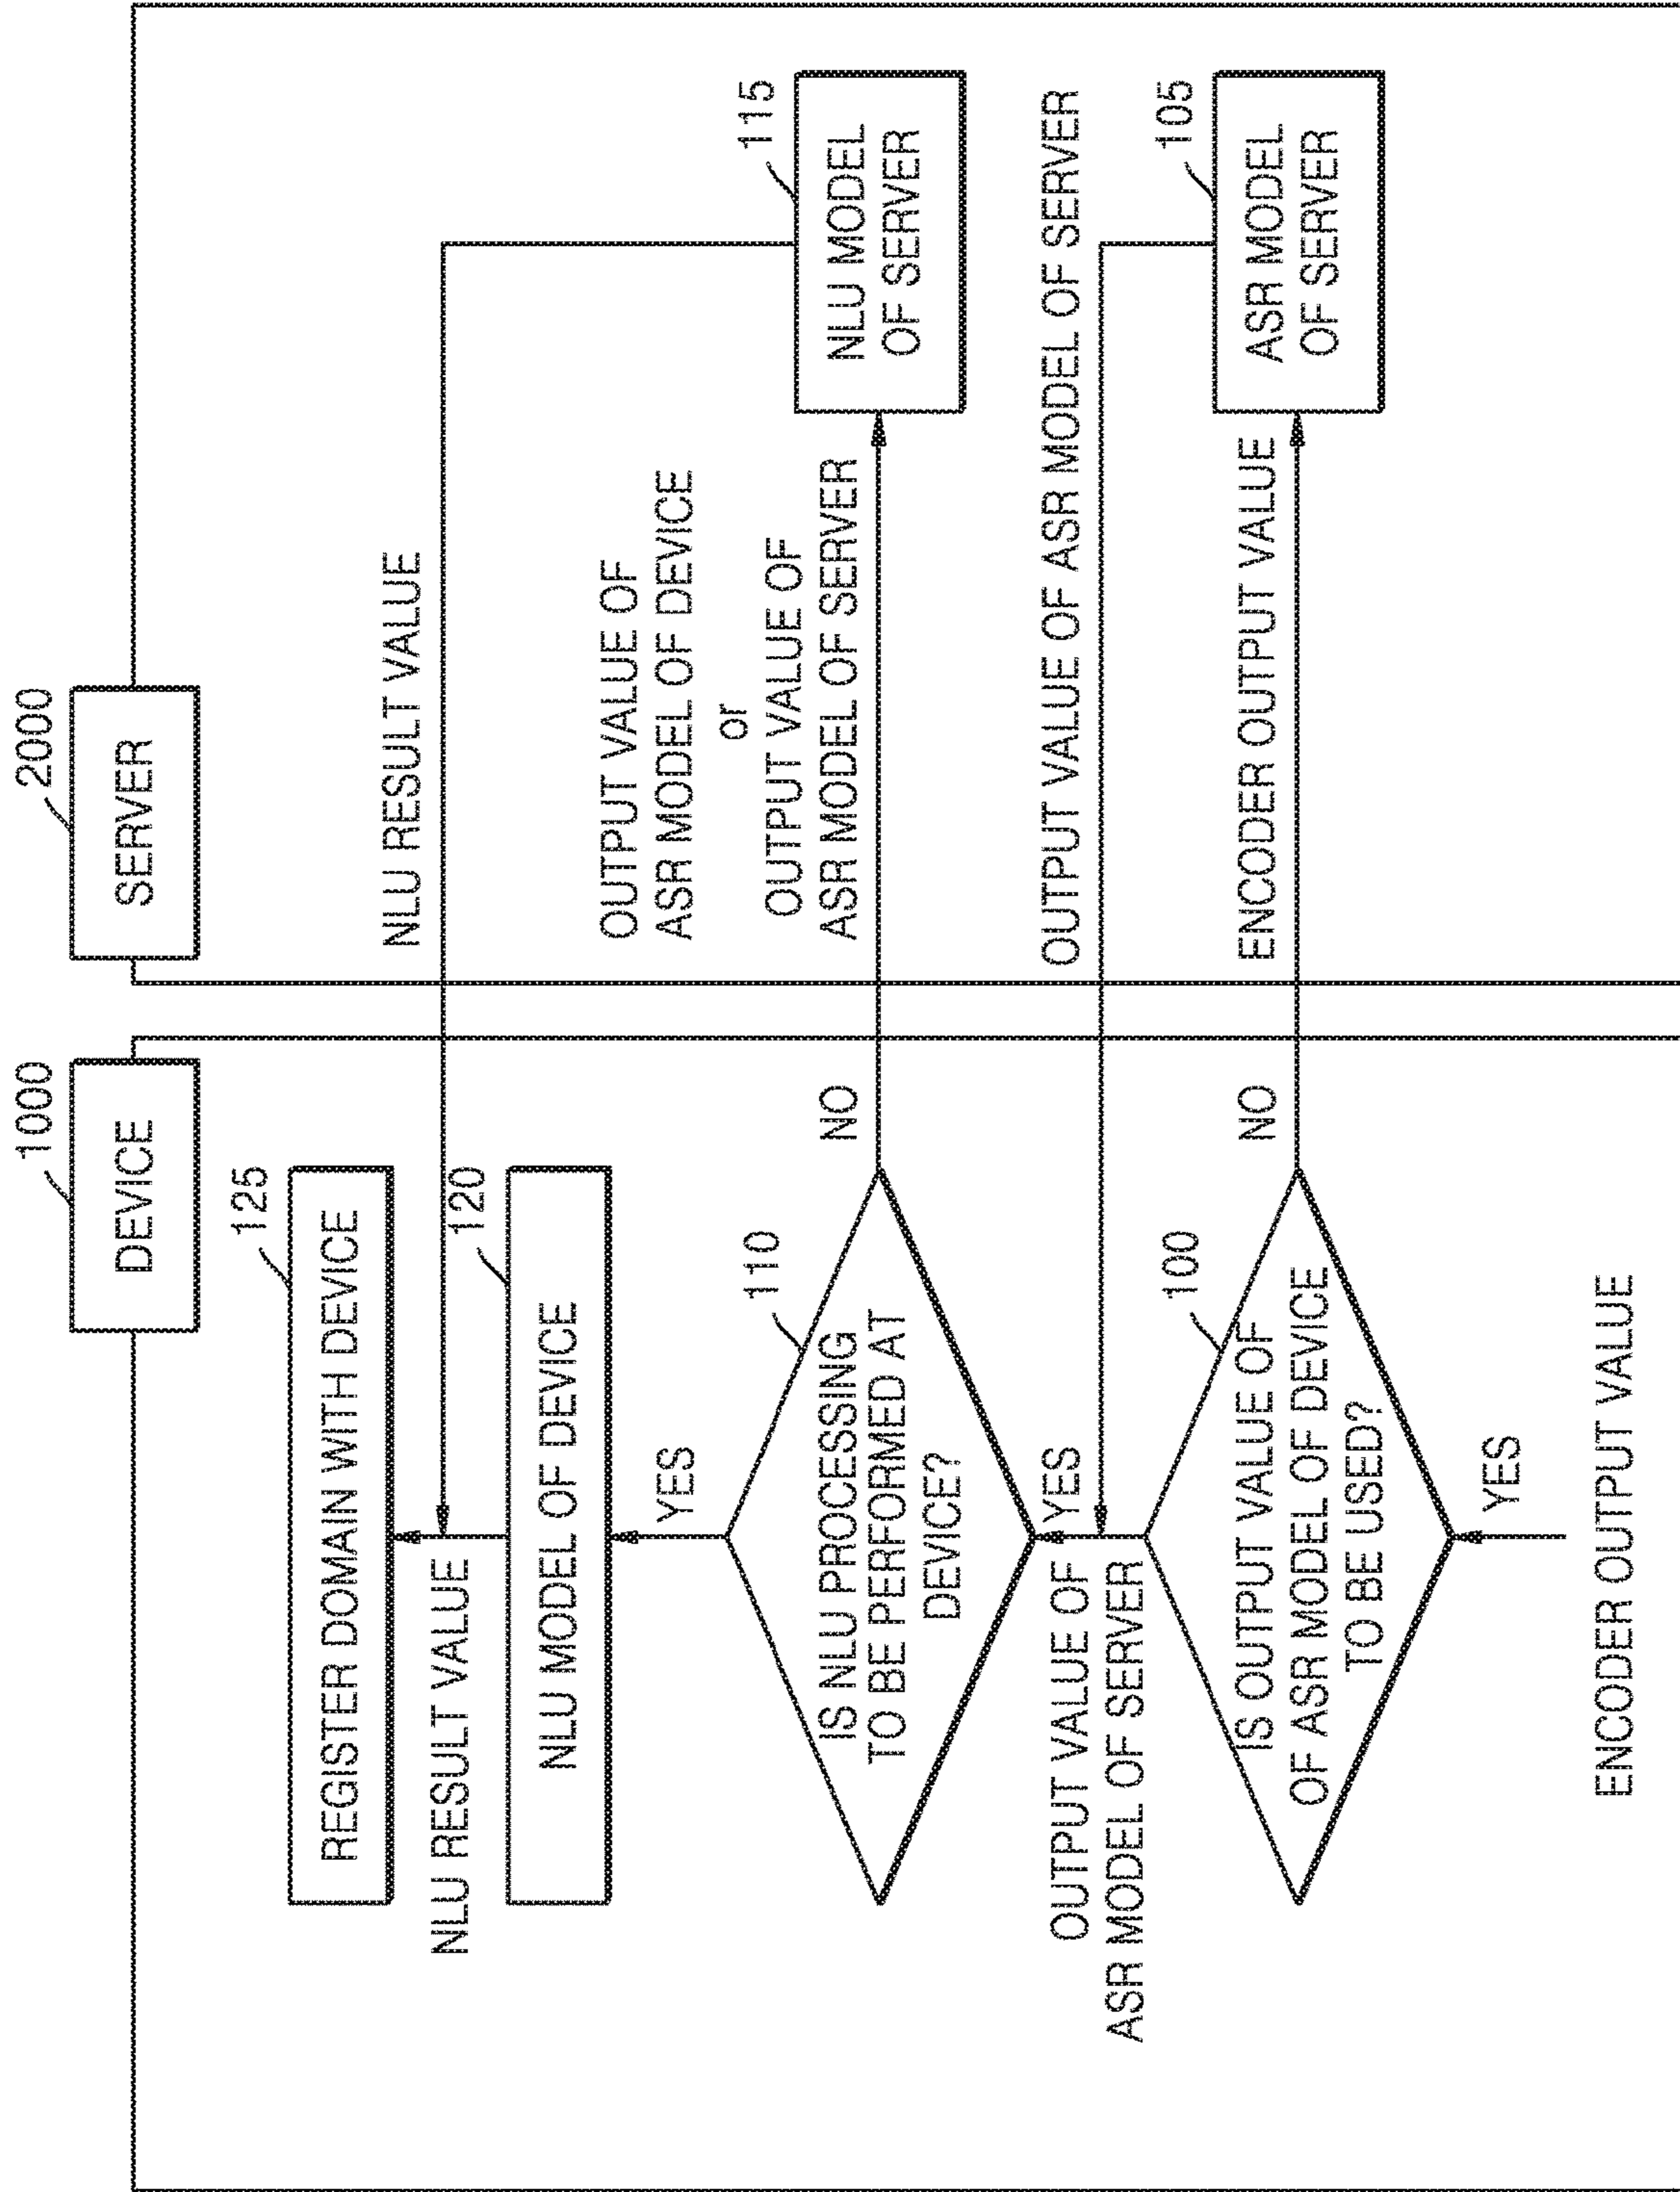 1000
DEVICE
2000
SERVER
125
REGISTER DOMAIN WITH DEVICE
NLU RESULT VALUE
NLU RESULT VALUE
120
NLU MODEL OF DEVICE
YES
110
IS NLU PROCESSING
TO BE PERFORMED AT
DEVICE?
NO
OUTPUT VALUE OF
ASR MODEL OF DEVICE
or
OUTPUT VALUE OF
ASR MODEL OF SERVER
115
NLU MODEL
OF SERVER
OUTPUT VALUE OF
ASR MODEL OF SERVER
YES
OUTPUT VALUE OF ASR MODEL OF SERVER
100
IS OUTPUT VALUE OF
OF ASR MODEL OF DEVICE
TO BE USED?
NO
ENCODER OUTPUT VALUE
105
ASR MODEL
OF SERVER
YES
ENCODER OUTPUT VALUE